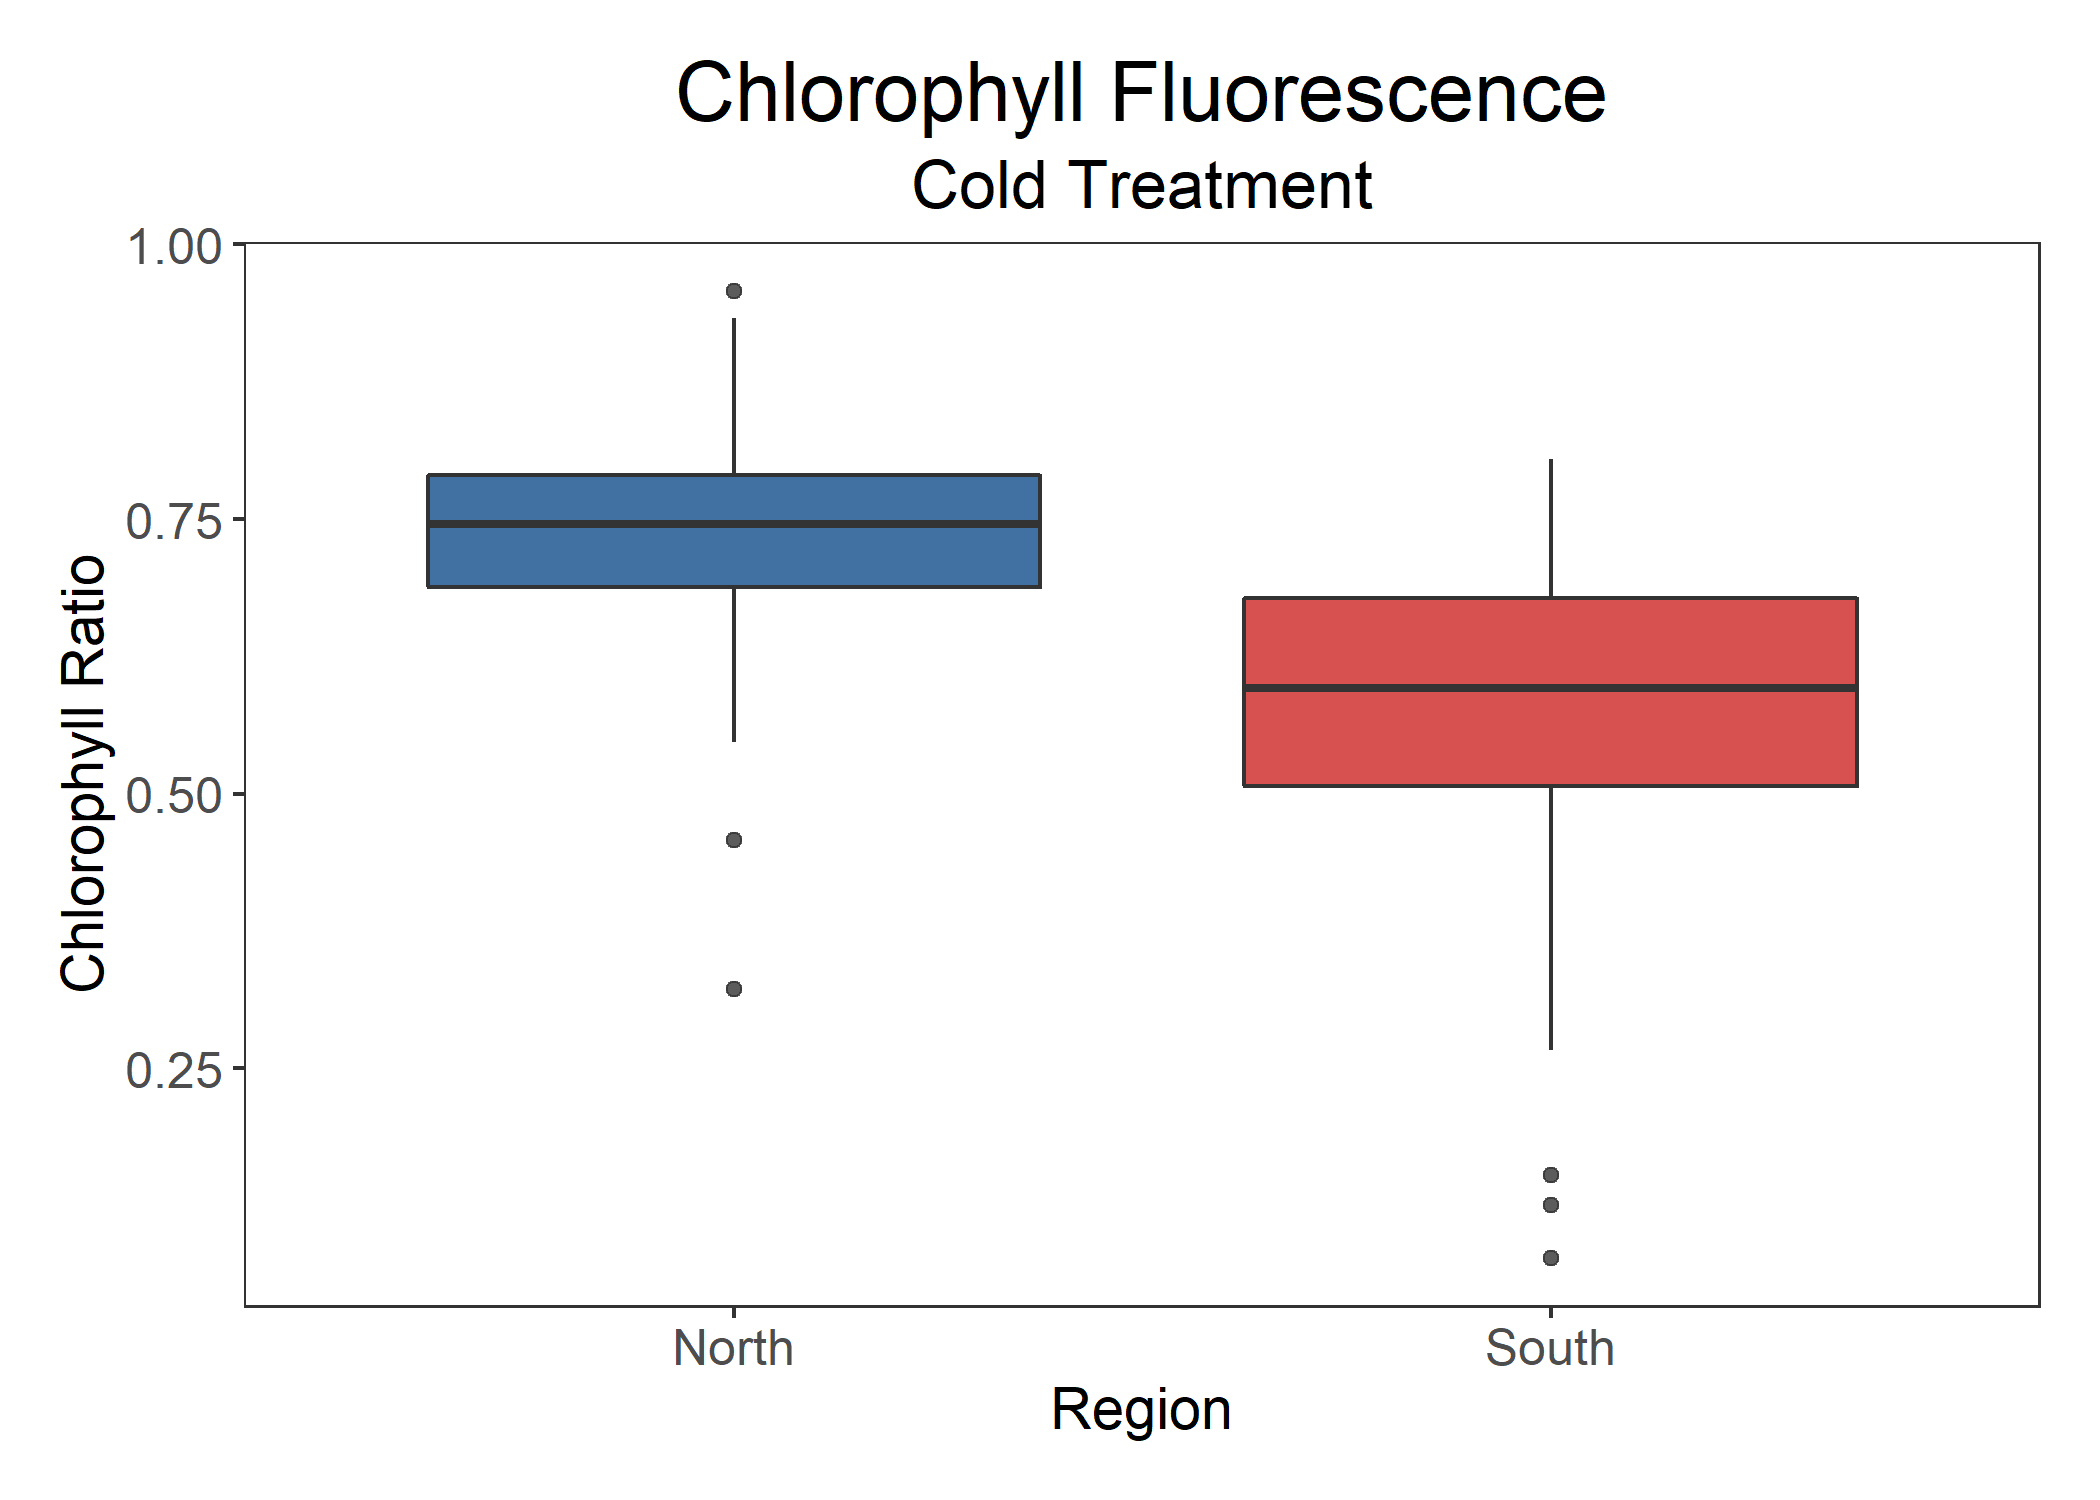 Chlorophyll Fluorescence
Cold Treatment
Chlorophyll Ratio
1.00
0.75
0.50
0.25
North
South
Region